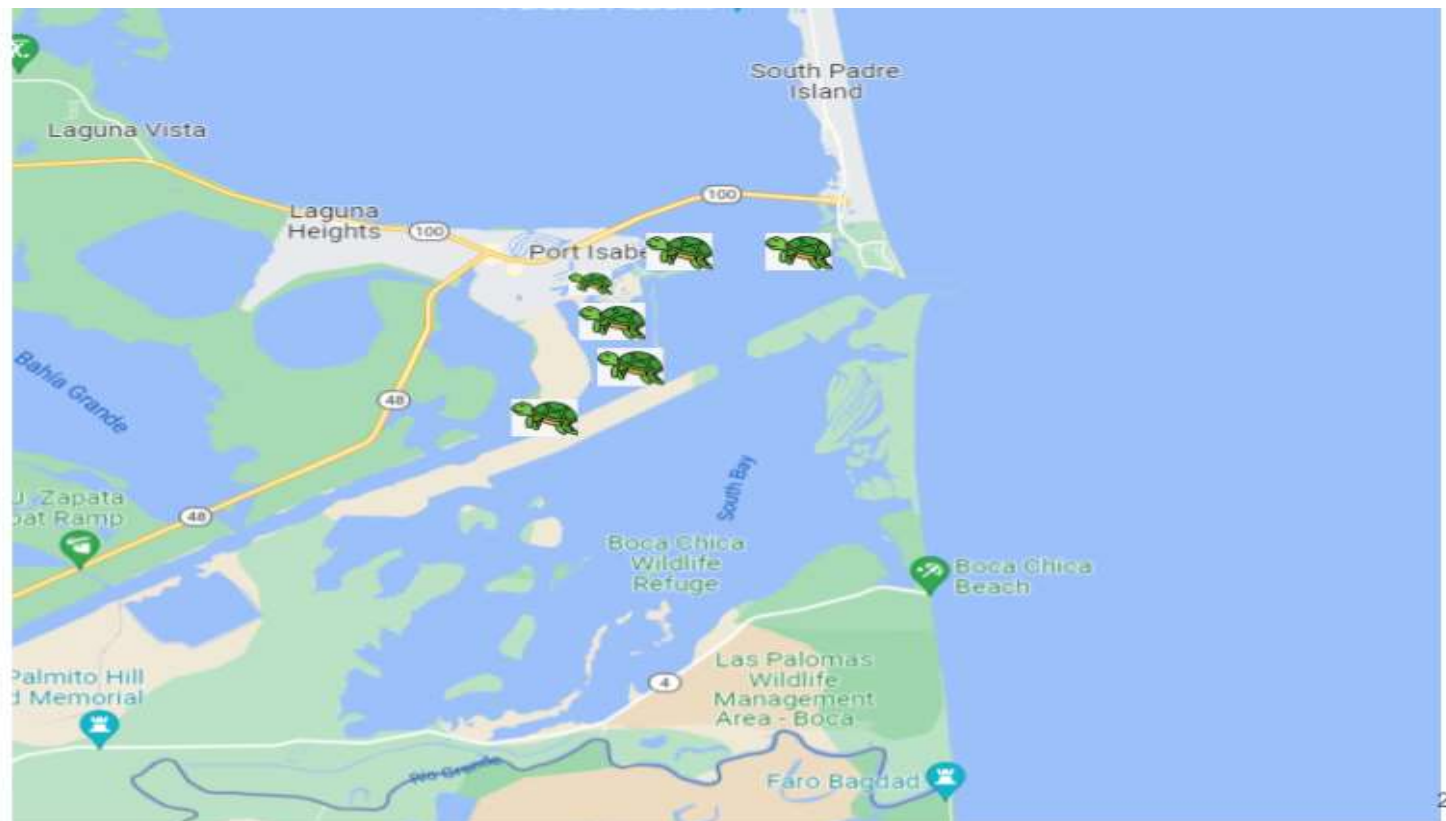 South Padre
Island
Laguna Vista
100
Laguna
Heights
100
Port Isabe
48
Bahía Grande
South Bay
J. Zapata
oat Ramp
48
Boca Chica
Wildlife
Refuge
Boca Chica
Beach
Las Palomas
Wildlife
Management
Area - Boca
4
Palmito Hill
d Memorial
Rio Grande
Faro Bagdad
2